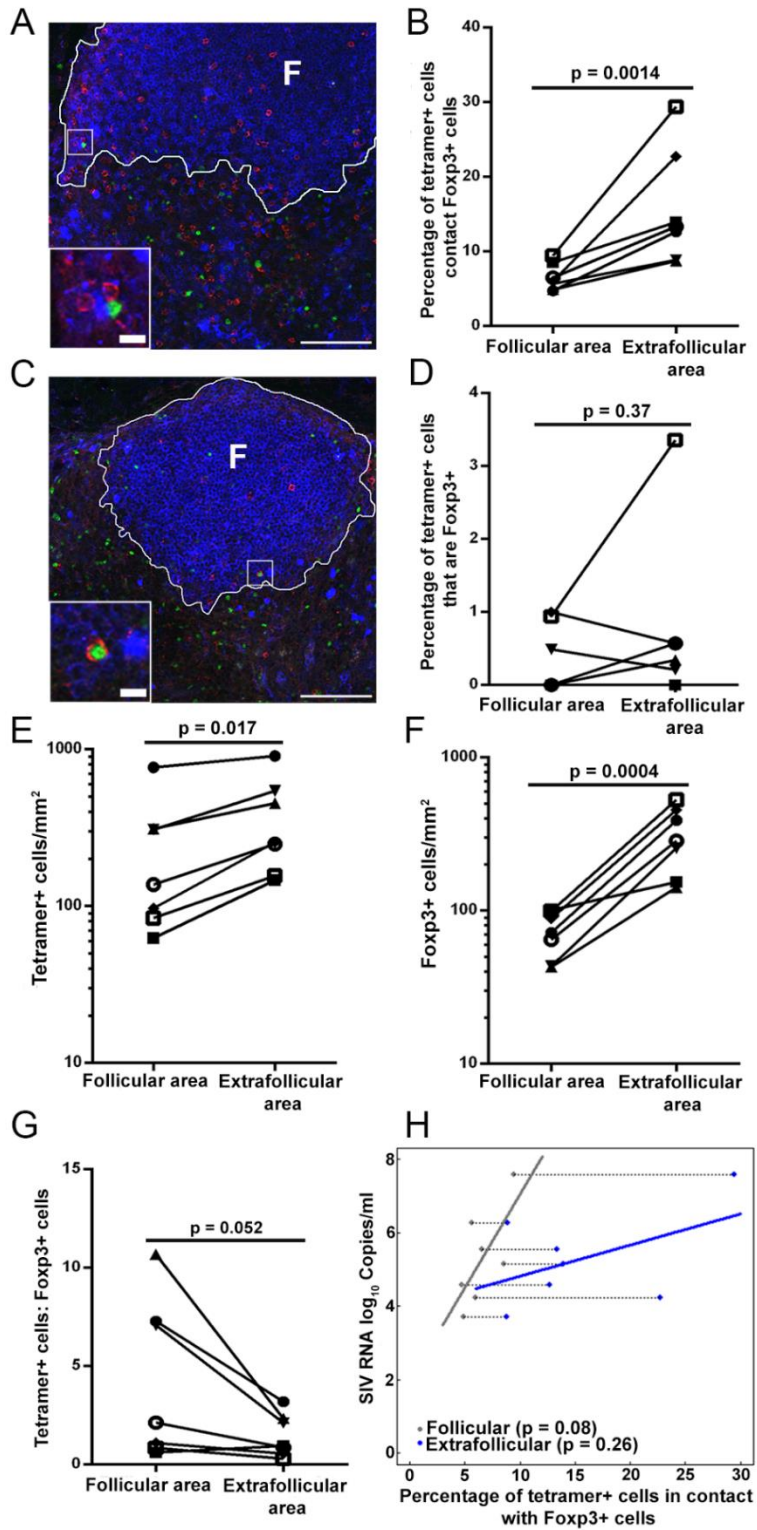 A
F
B
p = 0.0014
40
30
20
10
0
Percentage of tetramer+ cells
contact Foxp3+ cells
Follicular area
Extrafollicular
area
C
F
D
p = 0.37
4
3
2
1
0
Percentage of tetramer+ cells
that are Foxp3+
Follicular area
Extrafollicular
area
E
p = 0.017
1000
100
10
Tetramer+ cells/mm²
Follicular area
Extrafollicular
area
F
p = 0.0004
1000
100
10
Foxp3+ cells/mm²
Follicular area
Extrafollicular
area
G
p = 0.052
15
10
5
0
Tetramer+ cells: Foxp3+ cells
Follicular area
Extrafollicular
area
H
8
6
4
2
0
SIV RNA log₁₀ Copies/ml
Follicular (p = 0.08)
Extrafollicular (p = 0.26)
0 5 10 15 20 25 30
Percentage of tetramer+ cells in contact
with Foxp3+ cells